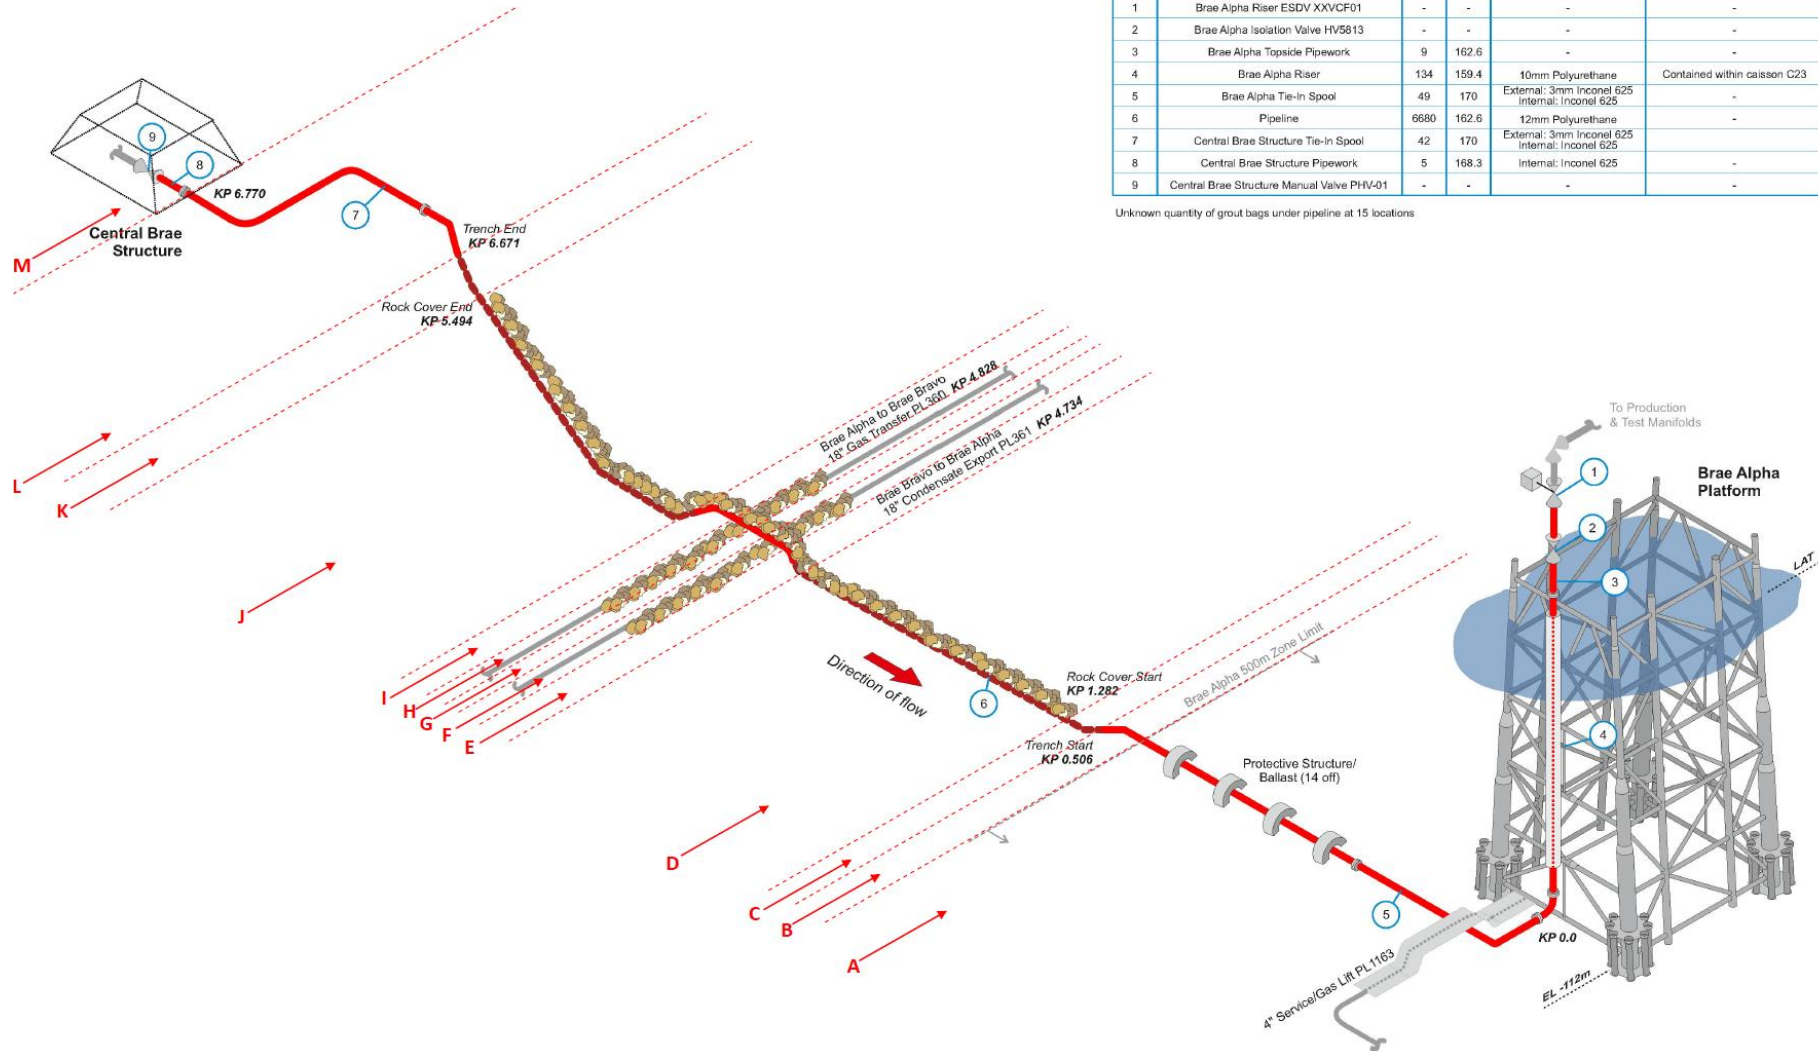 1 Brae Alpha Riser ESDV XXVCF01 - - - -
2 Brae Alpha Isolation Valve HV5813 - - - -
3 Brae Alpha Topside Pipework 9 162.6 - -
4 Brae Alpha Riser 134 159.4 10mm Polyurethane Contained within caisson C23
5 Brae Alpha Tie-In Spool 49 170 External: 3mm Inconel 625 -
Internal: Inconel 625
6 Pipeline 6680 162.6 12mm Polyurethane
7 Central Brae Structure Tie-In Spool 42 170 External: 3mm Inconel 625 -
Internal: Inconel 625
8 Central Brae Structure Pipework 5 168.3 Internal: Inconel 625 -
9 Central Brae Structure Manual Valve PHV-01 - - - -
Unknown quantity of grout bags under pipeline at 15 locations
9
8
KP 6.770
7
Central Brae
Structure
M
Trench End
KP 6.671
Rock Cover End
KP 5.494
L
K
J
Brae Alpha to Brae Bravo
18" Gas Transfer PL360 KP 4.828
Brae Bravo to Brae Alpha
18" Condensate Export PL361 KP 4.734
I
H
G
F
E
Direction of flow
6
Rock Cover Start
KP 1.282
Trench Start
KP 0.506
Brae Alpha 500m Zone Limit
D
C
B
A
Protective Structure/
Ballast (14 off)
5
4" Service/Gas Lift PL1163
KP 0.0
EL -112m
To Production
& Test Manifolds
1
2
3
4
Brae Alpha
Platform
LAT